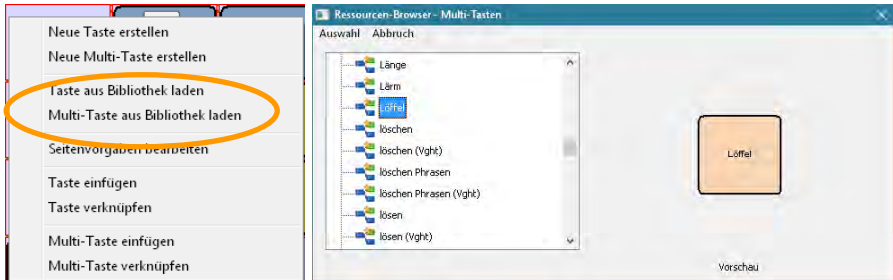 Neue Taste erstellen
Neue Multi-Taste erstellen
Taste aus Bibliothek laden
Multi-Taste aus Bibliothek laden
Seitenvorgaben bearbeiten
Taste einfügen
Taste verknüpfen
Multi-Taste einfügen
Multi-Taste verknüpfen
Ressourcen-Browser - Multi-Tasten
Auswahl Abbruch
Länge
Lärm
Löffel
löschen
löschen (Vght)
löschen Phrasen
löschen Phrasen (Vght)
lösen
lösen (Vght)
Löffel
Vorschau